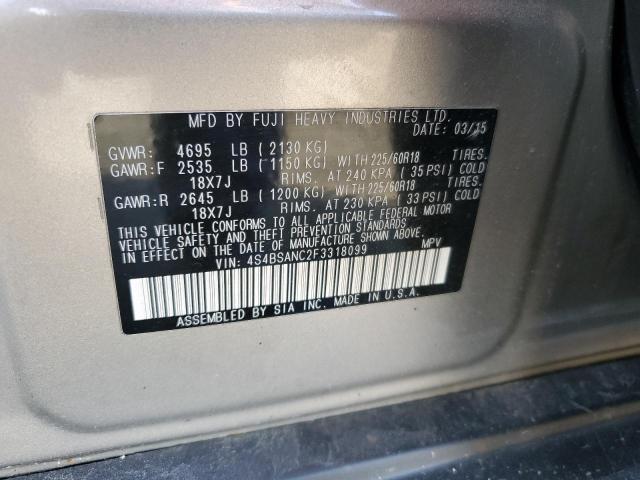 MFD BY FUJI HEAVY INDUSTRIES LTD.
DATE: 03/15
GVWR: 4695 LB (2130 KG)
GAWR:F 2535 LB (1150 KG) WITH 225/60R18 TIRES.
18X7J RIMS. AT 240 KPA (35 PSI) COLD
GAWR:R 2645 LB (1200 KG) WITH 225/60R18 TIRES.
18X7J RIMS. AT 230 KPA (33 PSI) COLD
THIS VEHICLE CONFORMS TO ALL APPLICABLE FEDERAL MOTOR
VEHICLE SAFETY AND THEFT PREVENTION STANDARDS
IN EFFECT ON THE DATE OF MANUFACTURE SHOWN ABOVE.
VIN: 4S4BSANC2F3318099 MPV
ASSEMBLED BY SIA INC. MADE IN U.S.A.